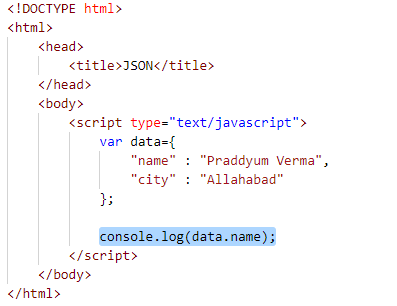 <!DOCTYPE html>
<html>
    <head>
        <title>JSON</title>
    </head>
    <body>
        <script type="text/javascript">
            var data={
                "name" : "Praddyum Verma",
                "city" : "Allahabad"
            };

            console.log(data.name);
        </script>
    </body>
</html>